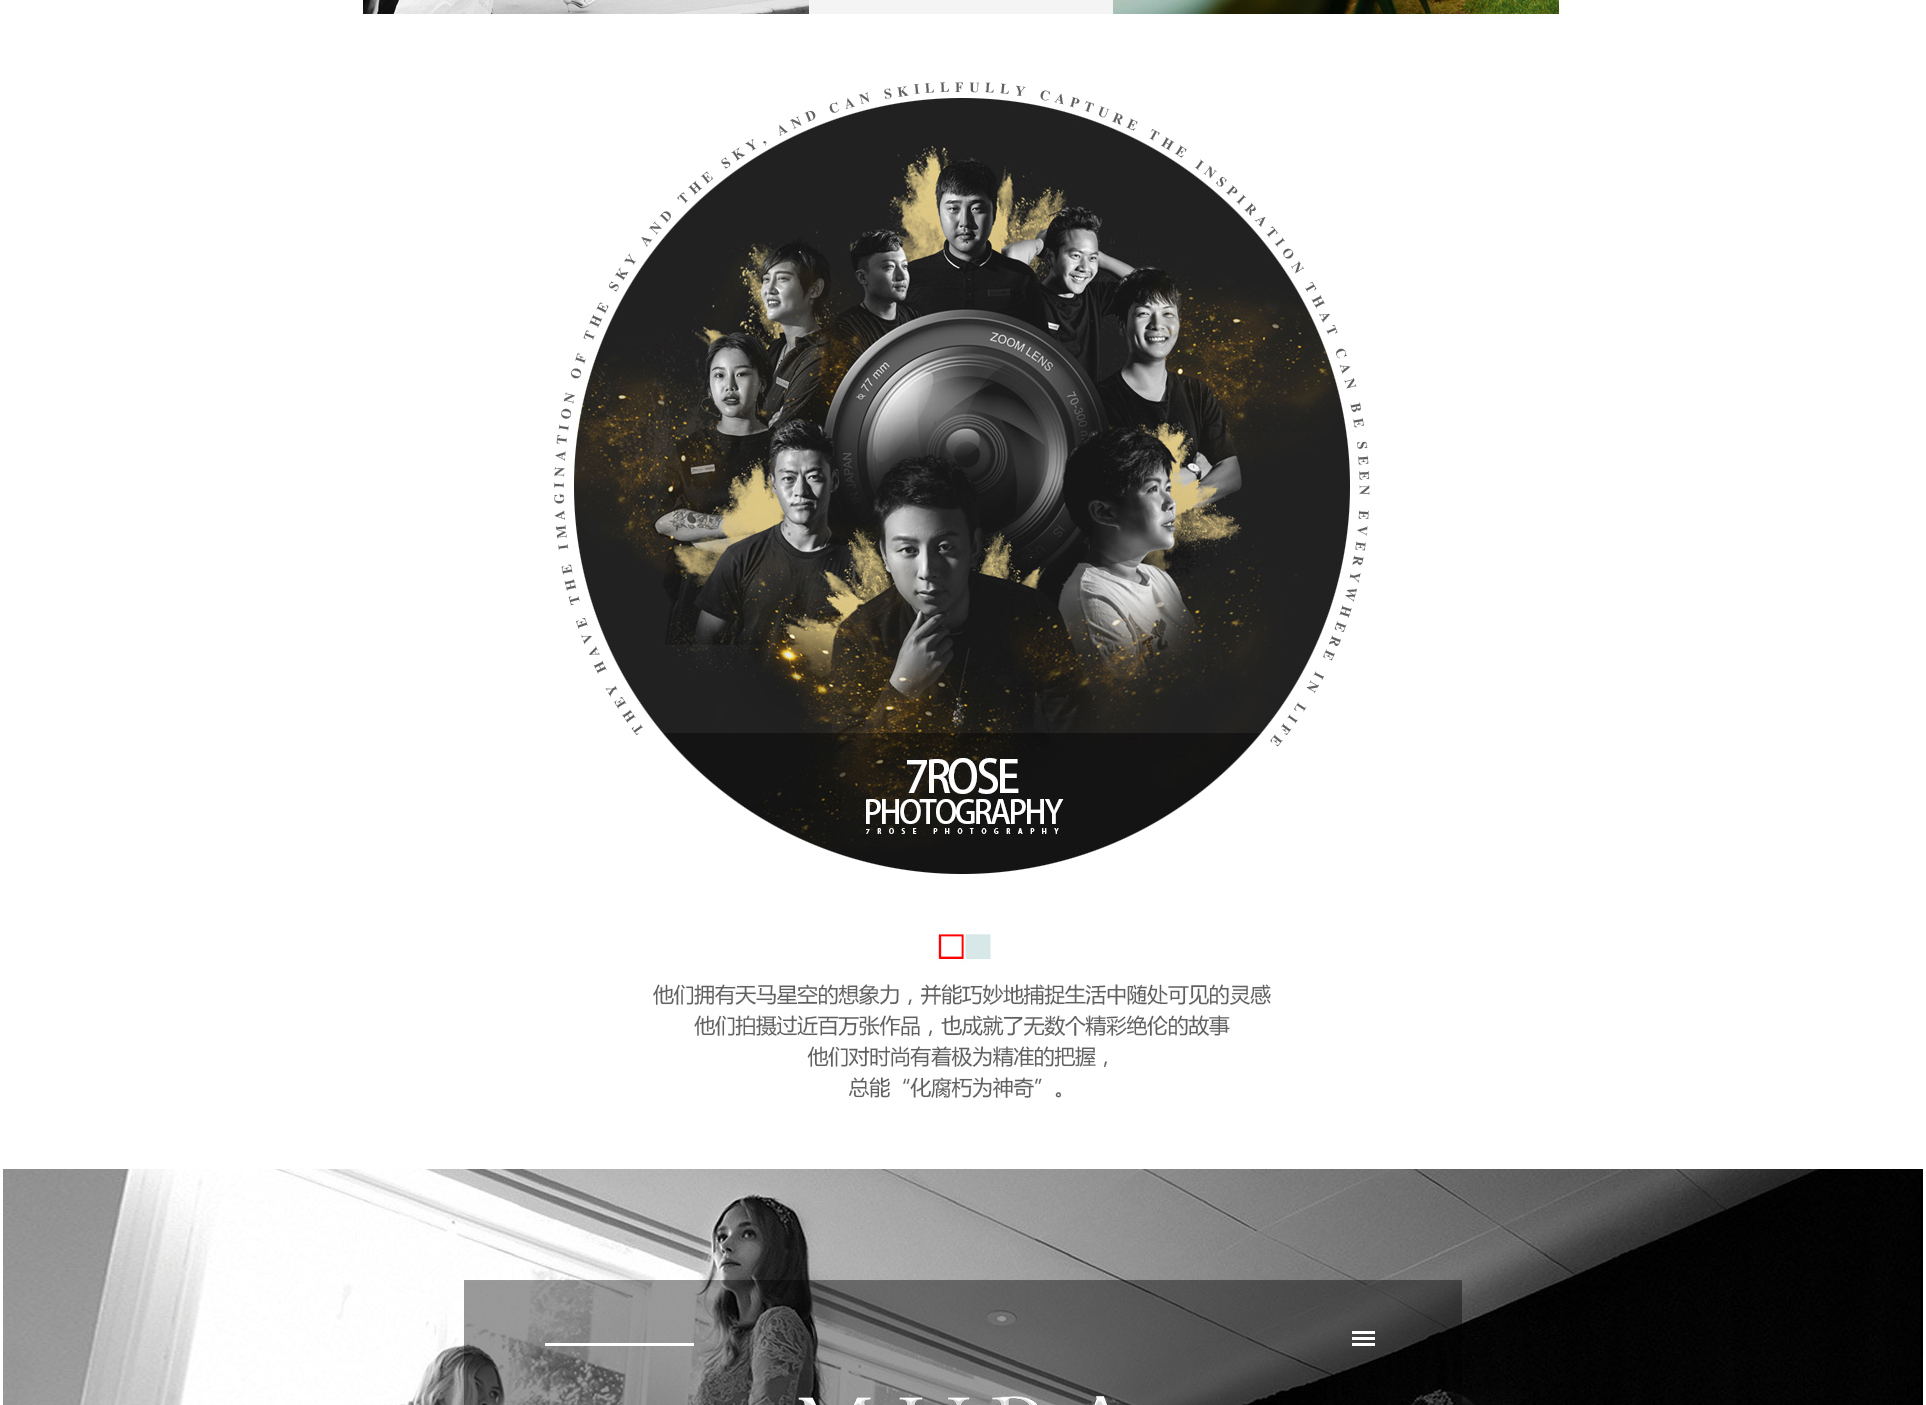 THEY HAVE THE IMAGINATION OF THE SKY AND THE SKY, AND CAN SKILLFULLY CAPTURE THE INSPIRATION THAT CAN BE SEEN EVERYWHERE IN LIFE
ZOOM LENS
77 mm
70-300
JAPAN
7ROSE
PHOTOGRAPHY
7ROSE PHOTOGRAPHY
他们拥有天马星空的想象力，并能巧妙地捕捉生活中随处可见的灵感
他们拍摄过近百万张作品，也成就了无数个精彩绝伦的故事
他们对时尚有着极为精准的把握，
总能“化腐朽为神奇”。